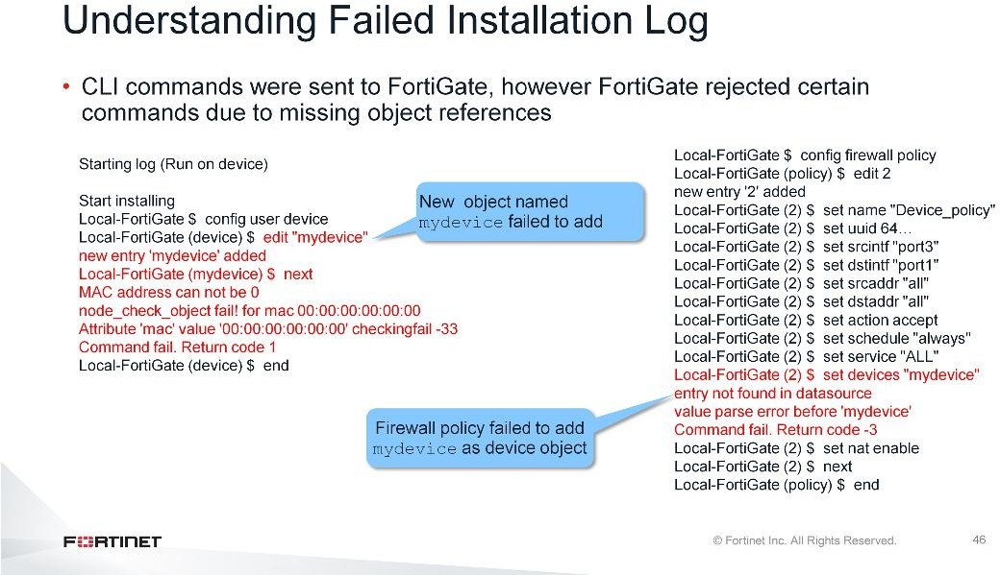 Understanding Failed Installation Log
• CLI commands were sent to FortiGate, however FortiGate rejected certain
commands due to missing object references
Starting log (Run on device)
Start installing
Local-FortiGate $ config user device
Local-FortiGate (device) $ edit "mydevice"
new entry 'mydevice' added
Local-FortiGate (mydevice) $ next
MAC address can not be 0
node_check_object fail! for mac 00:00:00:00:00:00
Attribute 'mac' value '00:00:00:00:00:00' checkingfail -33
Command fail. Return code 1
Local-FortiGate (device) $ end
New object named
mydevice failed to add
Local-FortiGate $ config firewall policy
Local-FortiGate (policy) $ edit 2
new entry '2' added
Local-FortiGate (2) $ set name "Device_policy"
Local-FortiGate (2) $ set uuid 64…
Local-FortiGate (2) $ set srcintf "port3"
Local-FortiGate (2) $ set dstintf "port1"
Local-FortiGate (2) $ set srcaddr "all"
Local-FortiGate (2) $ set dstaddr "all"
Local-FortiGate (2) $ set action accept
Local-FortiGate (2) $ set schedule "always"
Local-FortiGate (2) $ set service "ALL"
Local-FortiGate (2) $ set devices "mydevice"
entry not found in datasource
value parse error before 'mydevice'
Command fail. Return code -3
Local-FortiGate (2) $ set nat enable
Local-FortiGate (2) $ next
Local-FortiGate (policy) $ end
Firewall policy failed to add
mydevice as device object
FORTINET
© Fortinet Inc. All Rights Reserved.
46